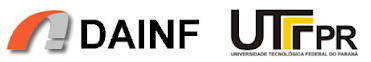 DAINF
UTFPR
UNIVERSIDADE TECNOLÓGICA FEDERAL DO PARANÁ